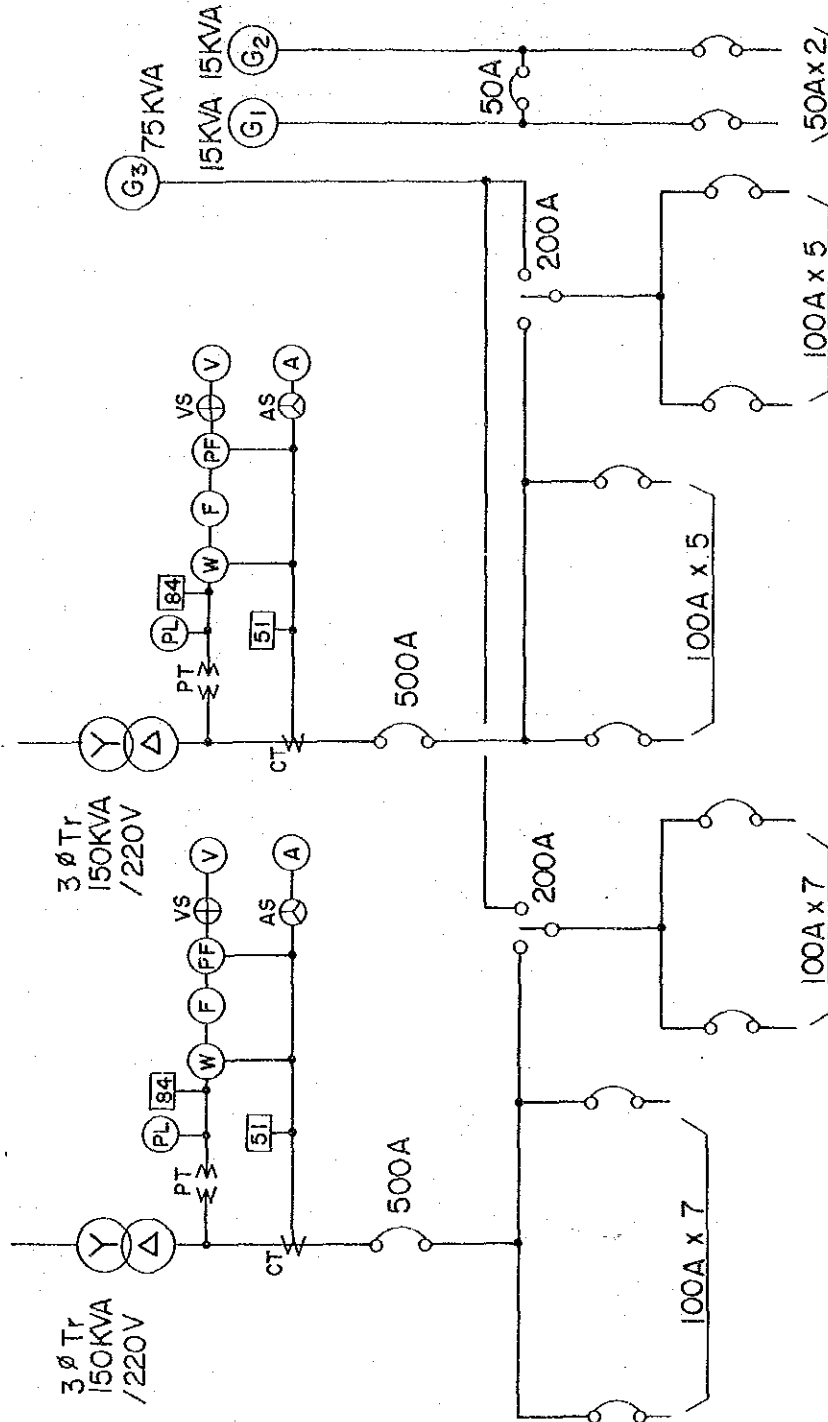 3ØTr
150KVA
/220V
PT
PL
84
W
F
PF
VS
V
51
AS
A
CT
500A
100A x 7
200A
100A x 7
3ØTr
150KVA
/220V
PT
PL
84
W
F
PF
VS
V
51
AS
A
CT
500A
100A x 5
200A
100A x 5
G3 75KVA
15KVA
G1
15KVA
G2
50A
50A x 2